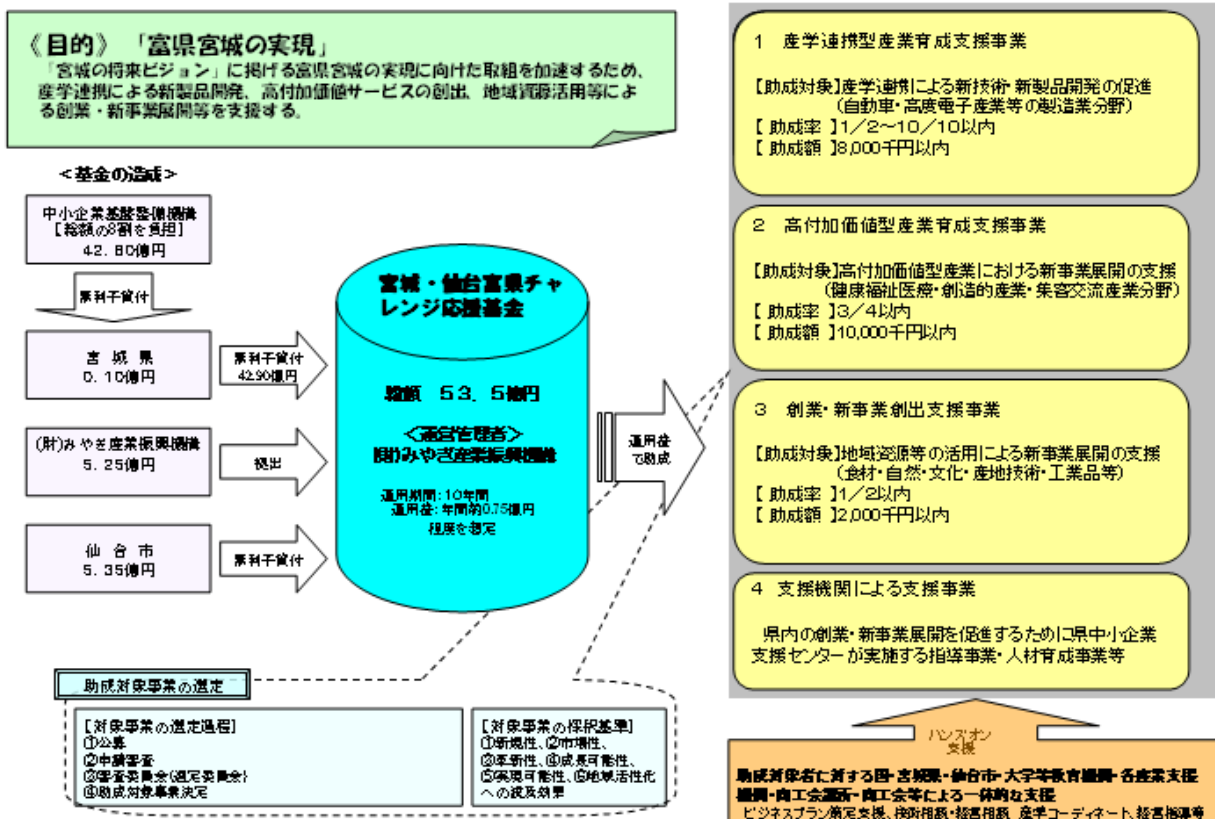 《目的》 「富県宮城の実現」
「宮城の将来ビジョン」に掲げる富県宮城の実現に向けた取組を加速するため、
産学連携による新製品開発、高付加価値サービスの創出、地域資源活用等によ
る創業・新事業展開等を支援する。
＜基金の造成＞
中小企業基盤整備機構
［総額の8割を負担］
42.80億円
無利子貸付
宮 城 県
0.10億円
無利子貸付
42.90億円
(財)みやぎ産業振興機構
5.25億円
拠出
仙 台 市
5.35億円
無利子貸付
宮城・仙台富県チャ
レンジ応援基金
総額 53.5億円
＜運営管理者＞
(財)みやぎ産業振興機構
運用期間：10年間
運用益：年間約0.75億円
程度を想定
運用益
で助成
1 産学連携型産業育成支援事業
【助成対象】産学連携による新技術・新製品開発の促進
(自動車・高度電子産業等の製造業分野)
【 助成率 】1／2～10／10以内
【 助成額 】8,000千円以内
2 高付加価値型産業育成支援事業
【助成対象】高付加価値型産業における新事業展開の支援
(健康福祉医療・創造的産業・集客交流産業分野)
【 助成率 】3／4以内
【 助成額 】10,000千円以内
3 創業・新事業創出支援事業
【助成対象】地域資源等の活用による新事業展開の支援
(食材・自然・文化・産地技術・工業品等)
【 助成率 】1／2以内
【 助成額 】2,000千円以内
4 支援機関による支援事業
県内の創業・新事業展開を促進するために県中小企業
支援センターが実施する指導事業・人材育成事業等
助成対象事業の選定
【対象事業の選定過程】
①公募
②申請審査
③審査委員会(選定委員会)
④助成対象事業決定
【対象事業の採択基準】
①新規性、②市場性、
③革新性、④成長可能性、
⑤実現可能性、⑥地域活性化
への波及効果
ハンズオン
支援
助成対象者に対する国・宮城県・仙台市・大学等教育機関・各産業支援
機関・商工会議所・商工会等による一体的な支援
ビジネスプラン策定支援、技術相談・経営相談、産学コーディネート、経営指導等